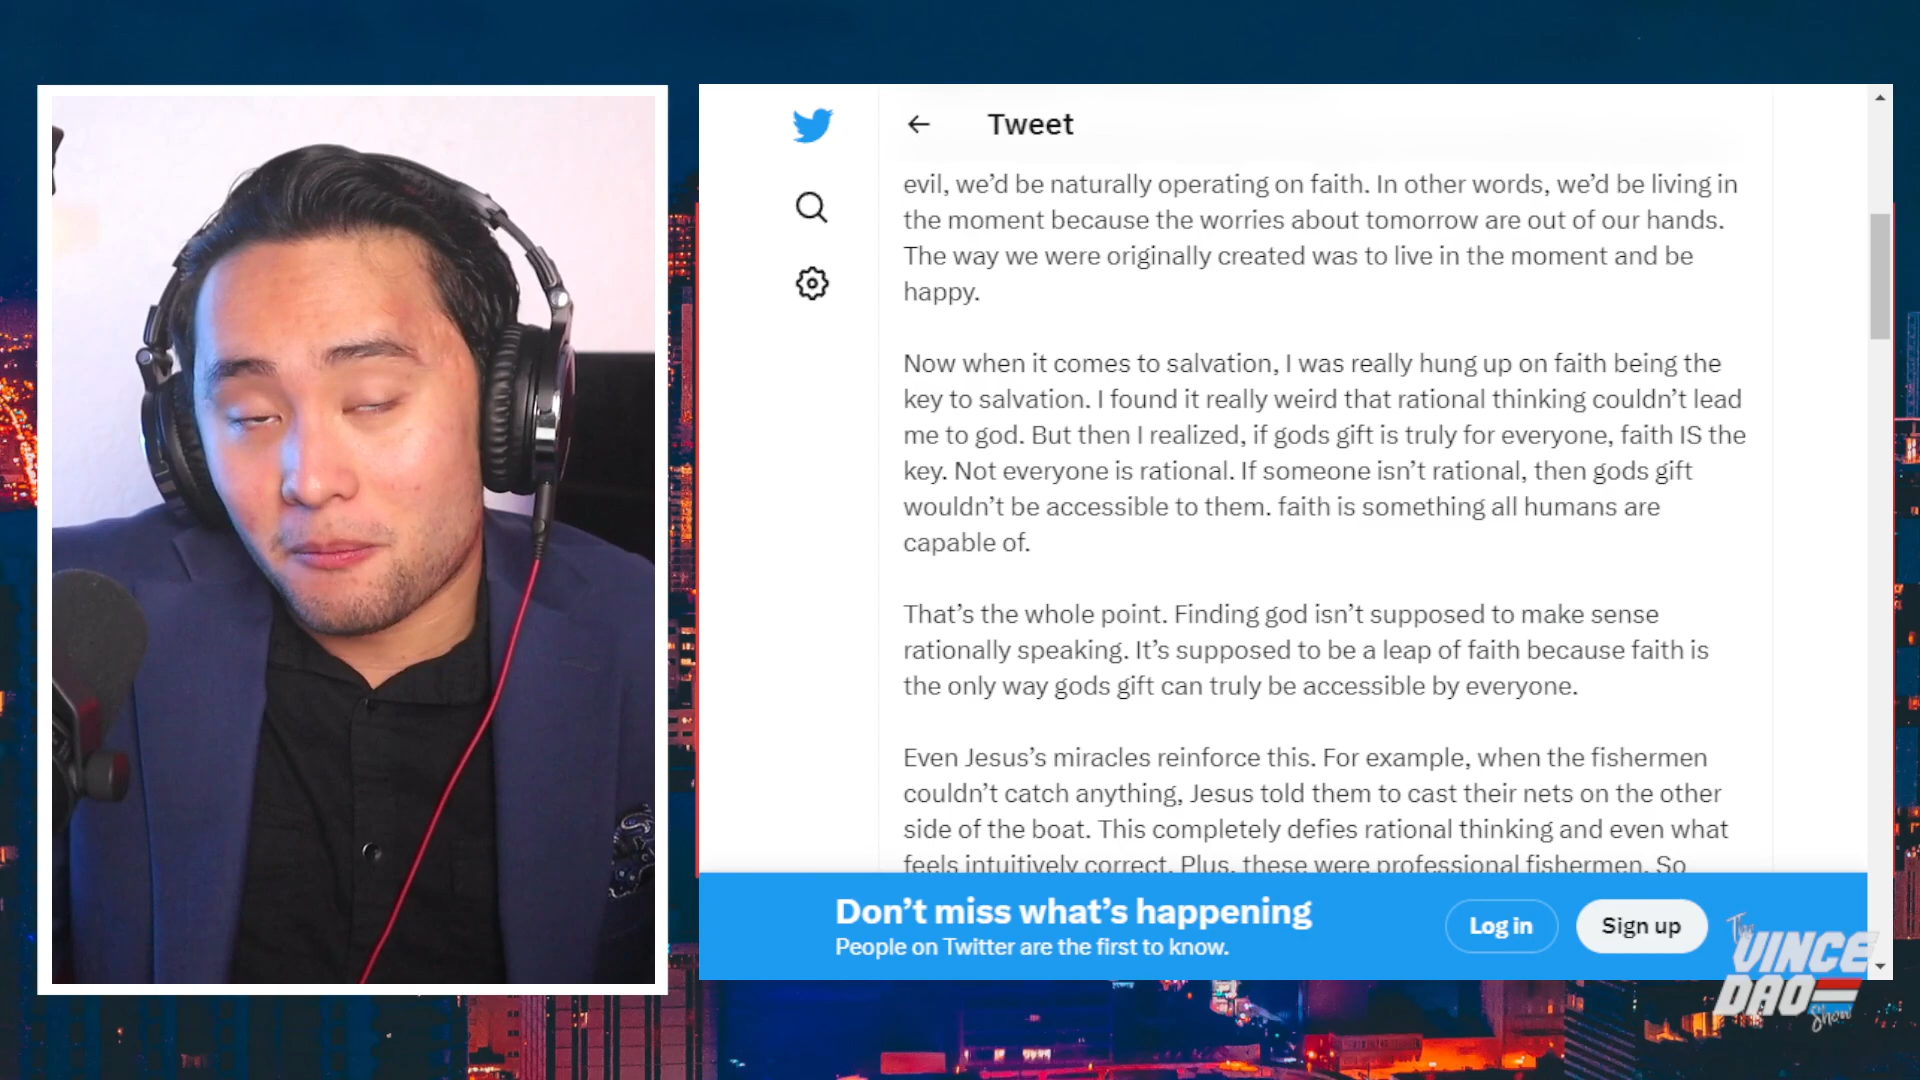 Tweet
evil, we’d be naturally operating on faith. In other words, we’d be living in
the moment because the worries about tomorrow are out of our hands.
The way we were originally created was to live in the moment and be
happy.
Now when it comes to salvation, I was really hung up on faith being the
key to salvation. I found it really weird that rational thinking couldn’t lead
me to god. But then I realized, if gods gift is truly for everyone, faith IS the
key. Not everyone is rational. If someone isn’t rational, then gods gift
wouldn’t be accessible to them. faith is something all humans are
capable of.
That’s the whole point. Finding god isn’t supposed to make sense
rationally speaking. It’s supposed to be a leap of faith because faith is
the only way gods gift can truly be accessible by everyone.
Even Jesus’s miracles reinforce this. For example, when the fishermen
couldn’t catch anything, Jesus told them to cast their nets on the other
side of the boat. This completely defies rational thinking and even what
feels intuitively correct. Plus, these were professional fishermen. So
Don’t miss what’s happening
People on Twitter are the first to know.
Log in
Sign up
The
VINCE
DAO
Show